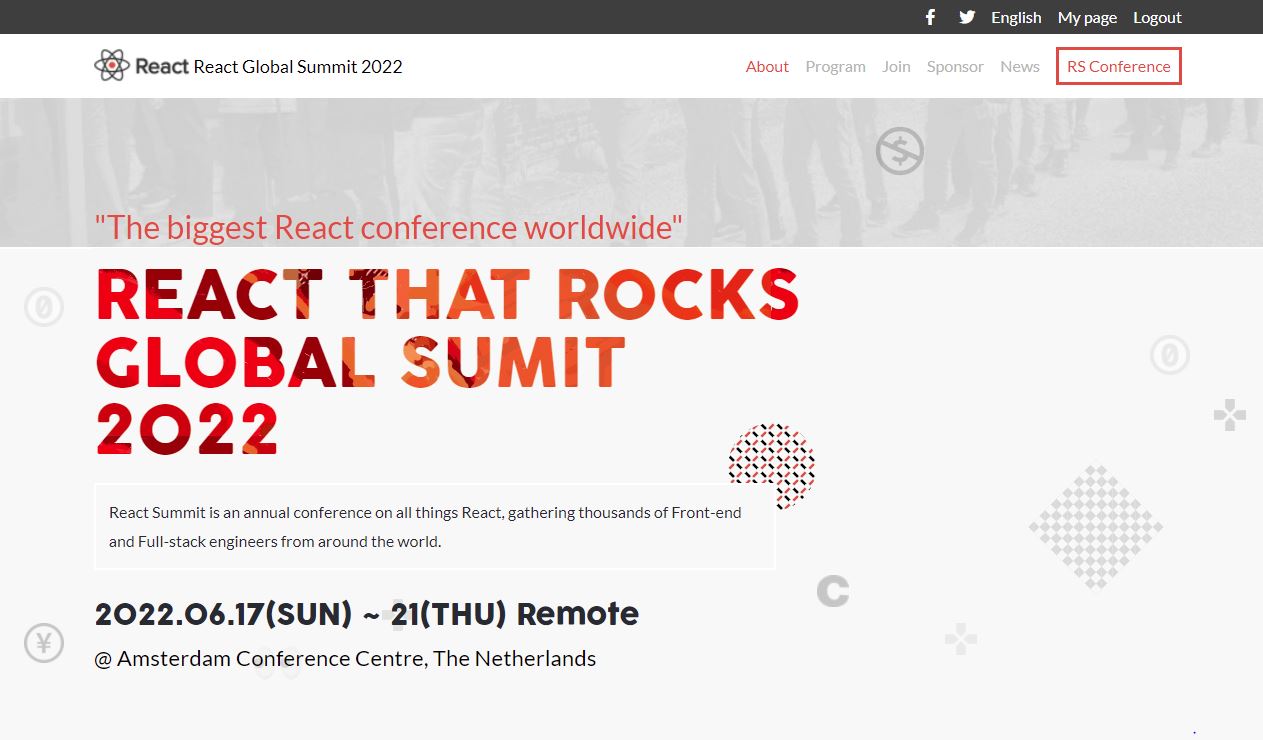 English My page Logout
React React Global Summit 2022
About Program Join Sponsor News RS Conference
"The biggest React conference worldwide"
REACT THAT ROCKS
GLOBAL SUMIT
2022
React Summit is an annual conference on all things React, gathering thousands of Front-end
and Full-stack engineers from around the world.
2022.06.17(SUN) ~ 21(THU) Remote
@ Amsterdam Conference Centre, The Netherlands